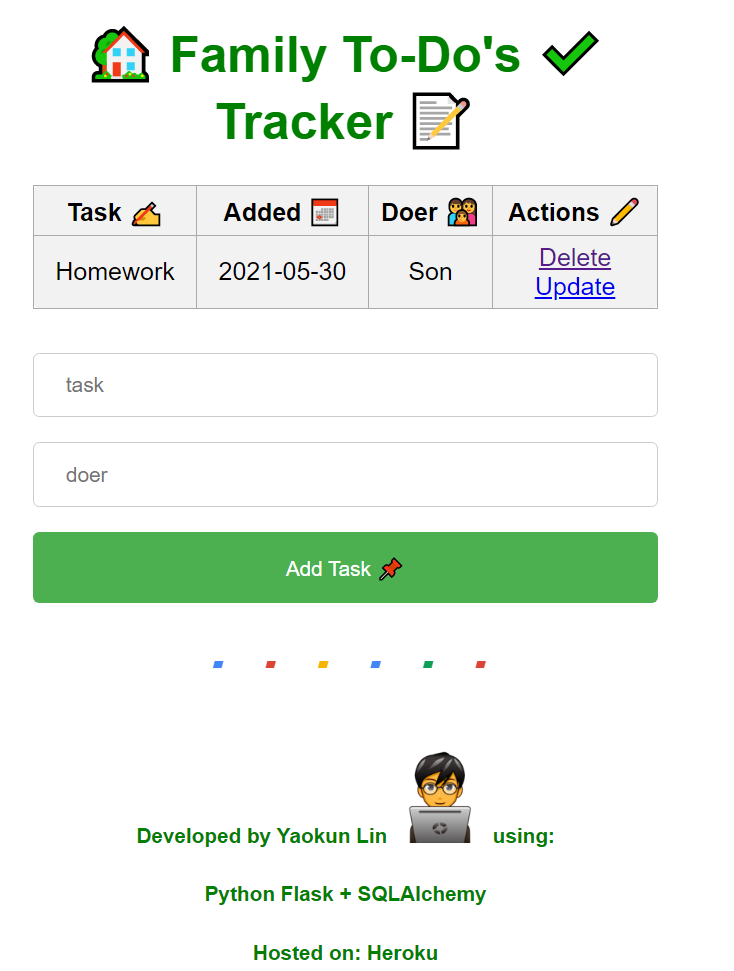 Family To-Do's
Tracker
Task Added Doer Actions
Homework 2021-05-30 Son Delete
Update
task
doer
Add Task
Developed by Yaokun Lin using:
Python Flask + SQLAlchemy
Hosted on: Heroku